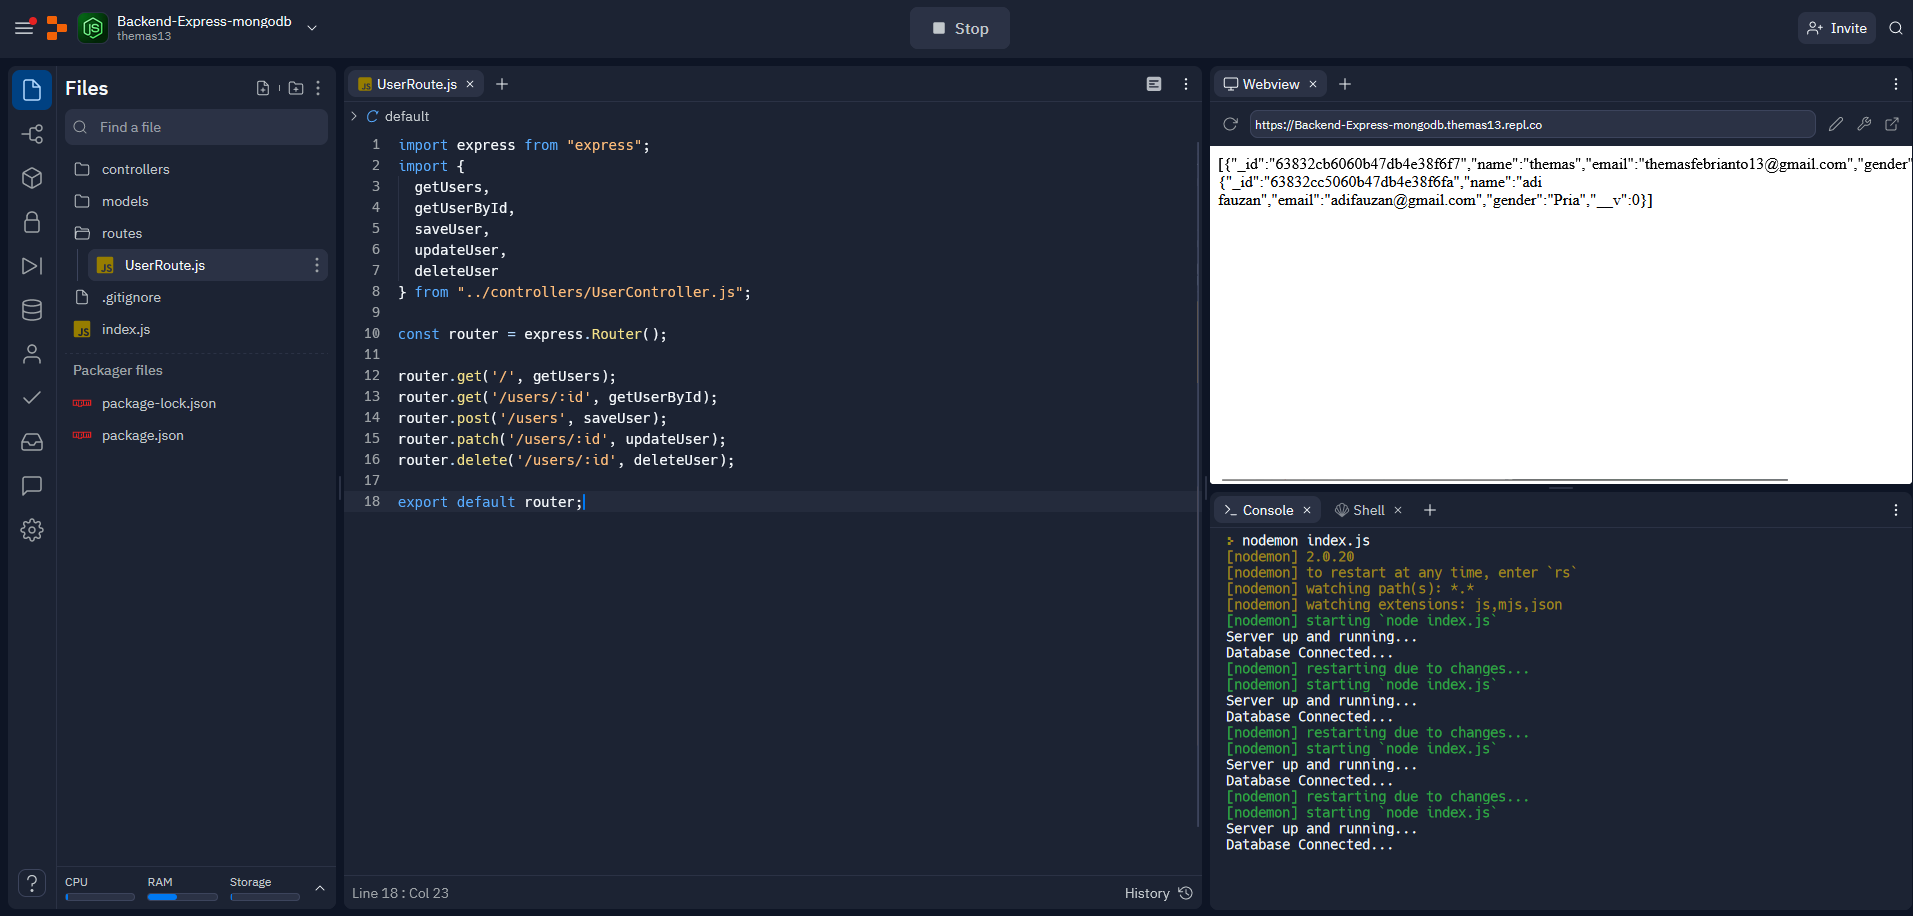 Backend-Express-mongodb
themas13
Stop
Invite
Files
Find a file
controllers
models
routes
JS UserRoute.js
.gitignore
JS index.js
Packager files
npm package-lock.json
npm package.json
CPU RAM Storage
JS UserRoute.js
default
1 import express from "express";
2 import {
3 getUsers,
4 getUserById,
5 saveUser,
6 updateUser,
7 deleteUser
8 } from "../controllers/UserController.js";
9
10 const router = express.Router();
11
12 router.get('/', getUsers);
13 router.get('/users/:id', getUserById);
14 router.post('/users', saveUser);
15 router.patch('/users/:id', updateUser);
16 router.delete('/users/:id', deleteUser);
17
18 export default router;
Line 18 : Col 23
History
Webview
https://Backend-Express-mongodb.themas13.repl.co
[{"_id":"63832cb6060b47db4e38f6f7","name":"themas","email":"themasfebrianto13@gmail.com","gender"
{"_id":"63832cc5060b47db4e38f6fa","name":"adi
fauzan","email":"adifauzan@gmail.com","gender":"Pria","__v":0}]
Console Shell
nodemon index.js
[nodemon] 2.0.20
[nodemon] to restart at any time, enter `rs`
[nodemon] watching path(s): *.*
[nodemon] watching extensions: js,mjs,json
[nodemon] starting `node index.js`
Server up and running...
Database Connected...
[nodemon] restarting due to changes...
[nodemon] starting `node index.js`
Server up and running...
Database Connected...
[nodemon] restarting due to changes...
[nodemon] starting `node index.js`
Server up and running...
Database Connected...
[nodemon] restarting due to changes...
[nodemon] starting `node index.js`
Server up and running...
Database Connected...